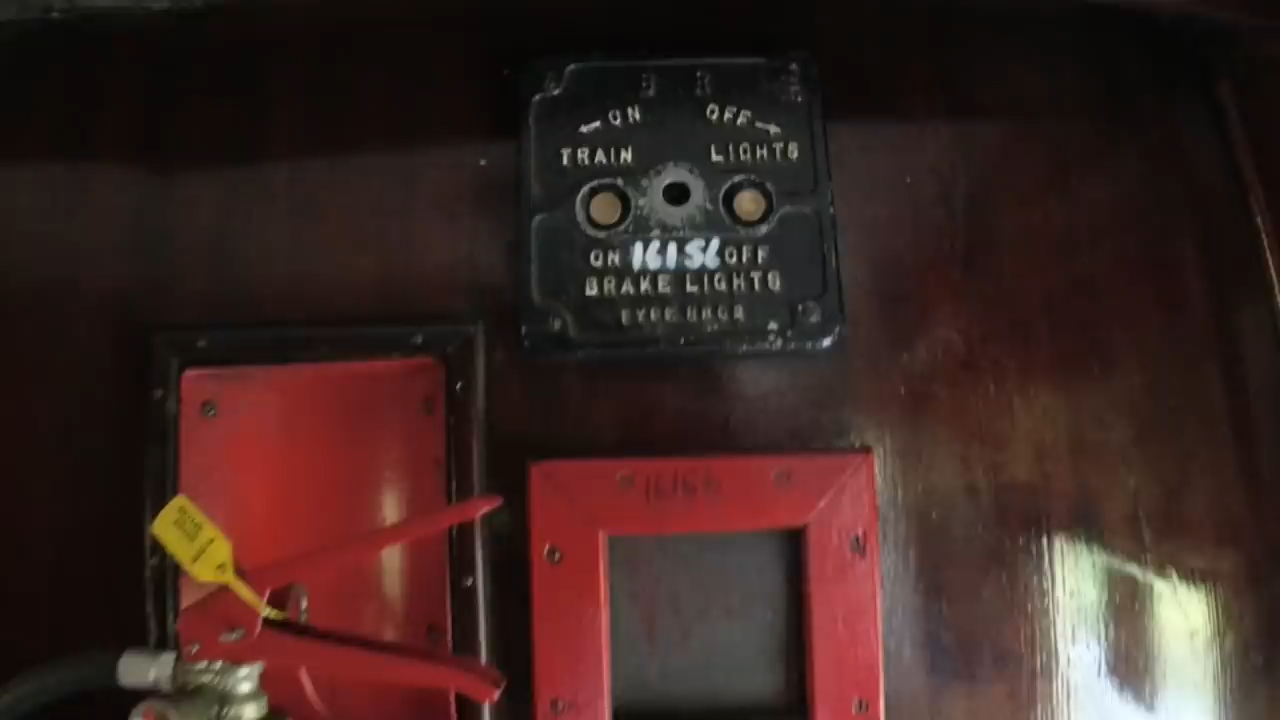 B R
← ON OFF →
TRAIN LIGHTS
ON 16156 OFF
BRAKE LIGHTS